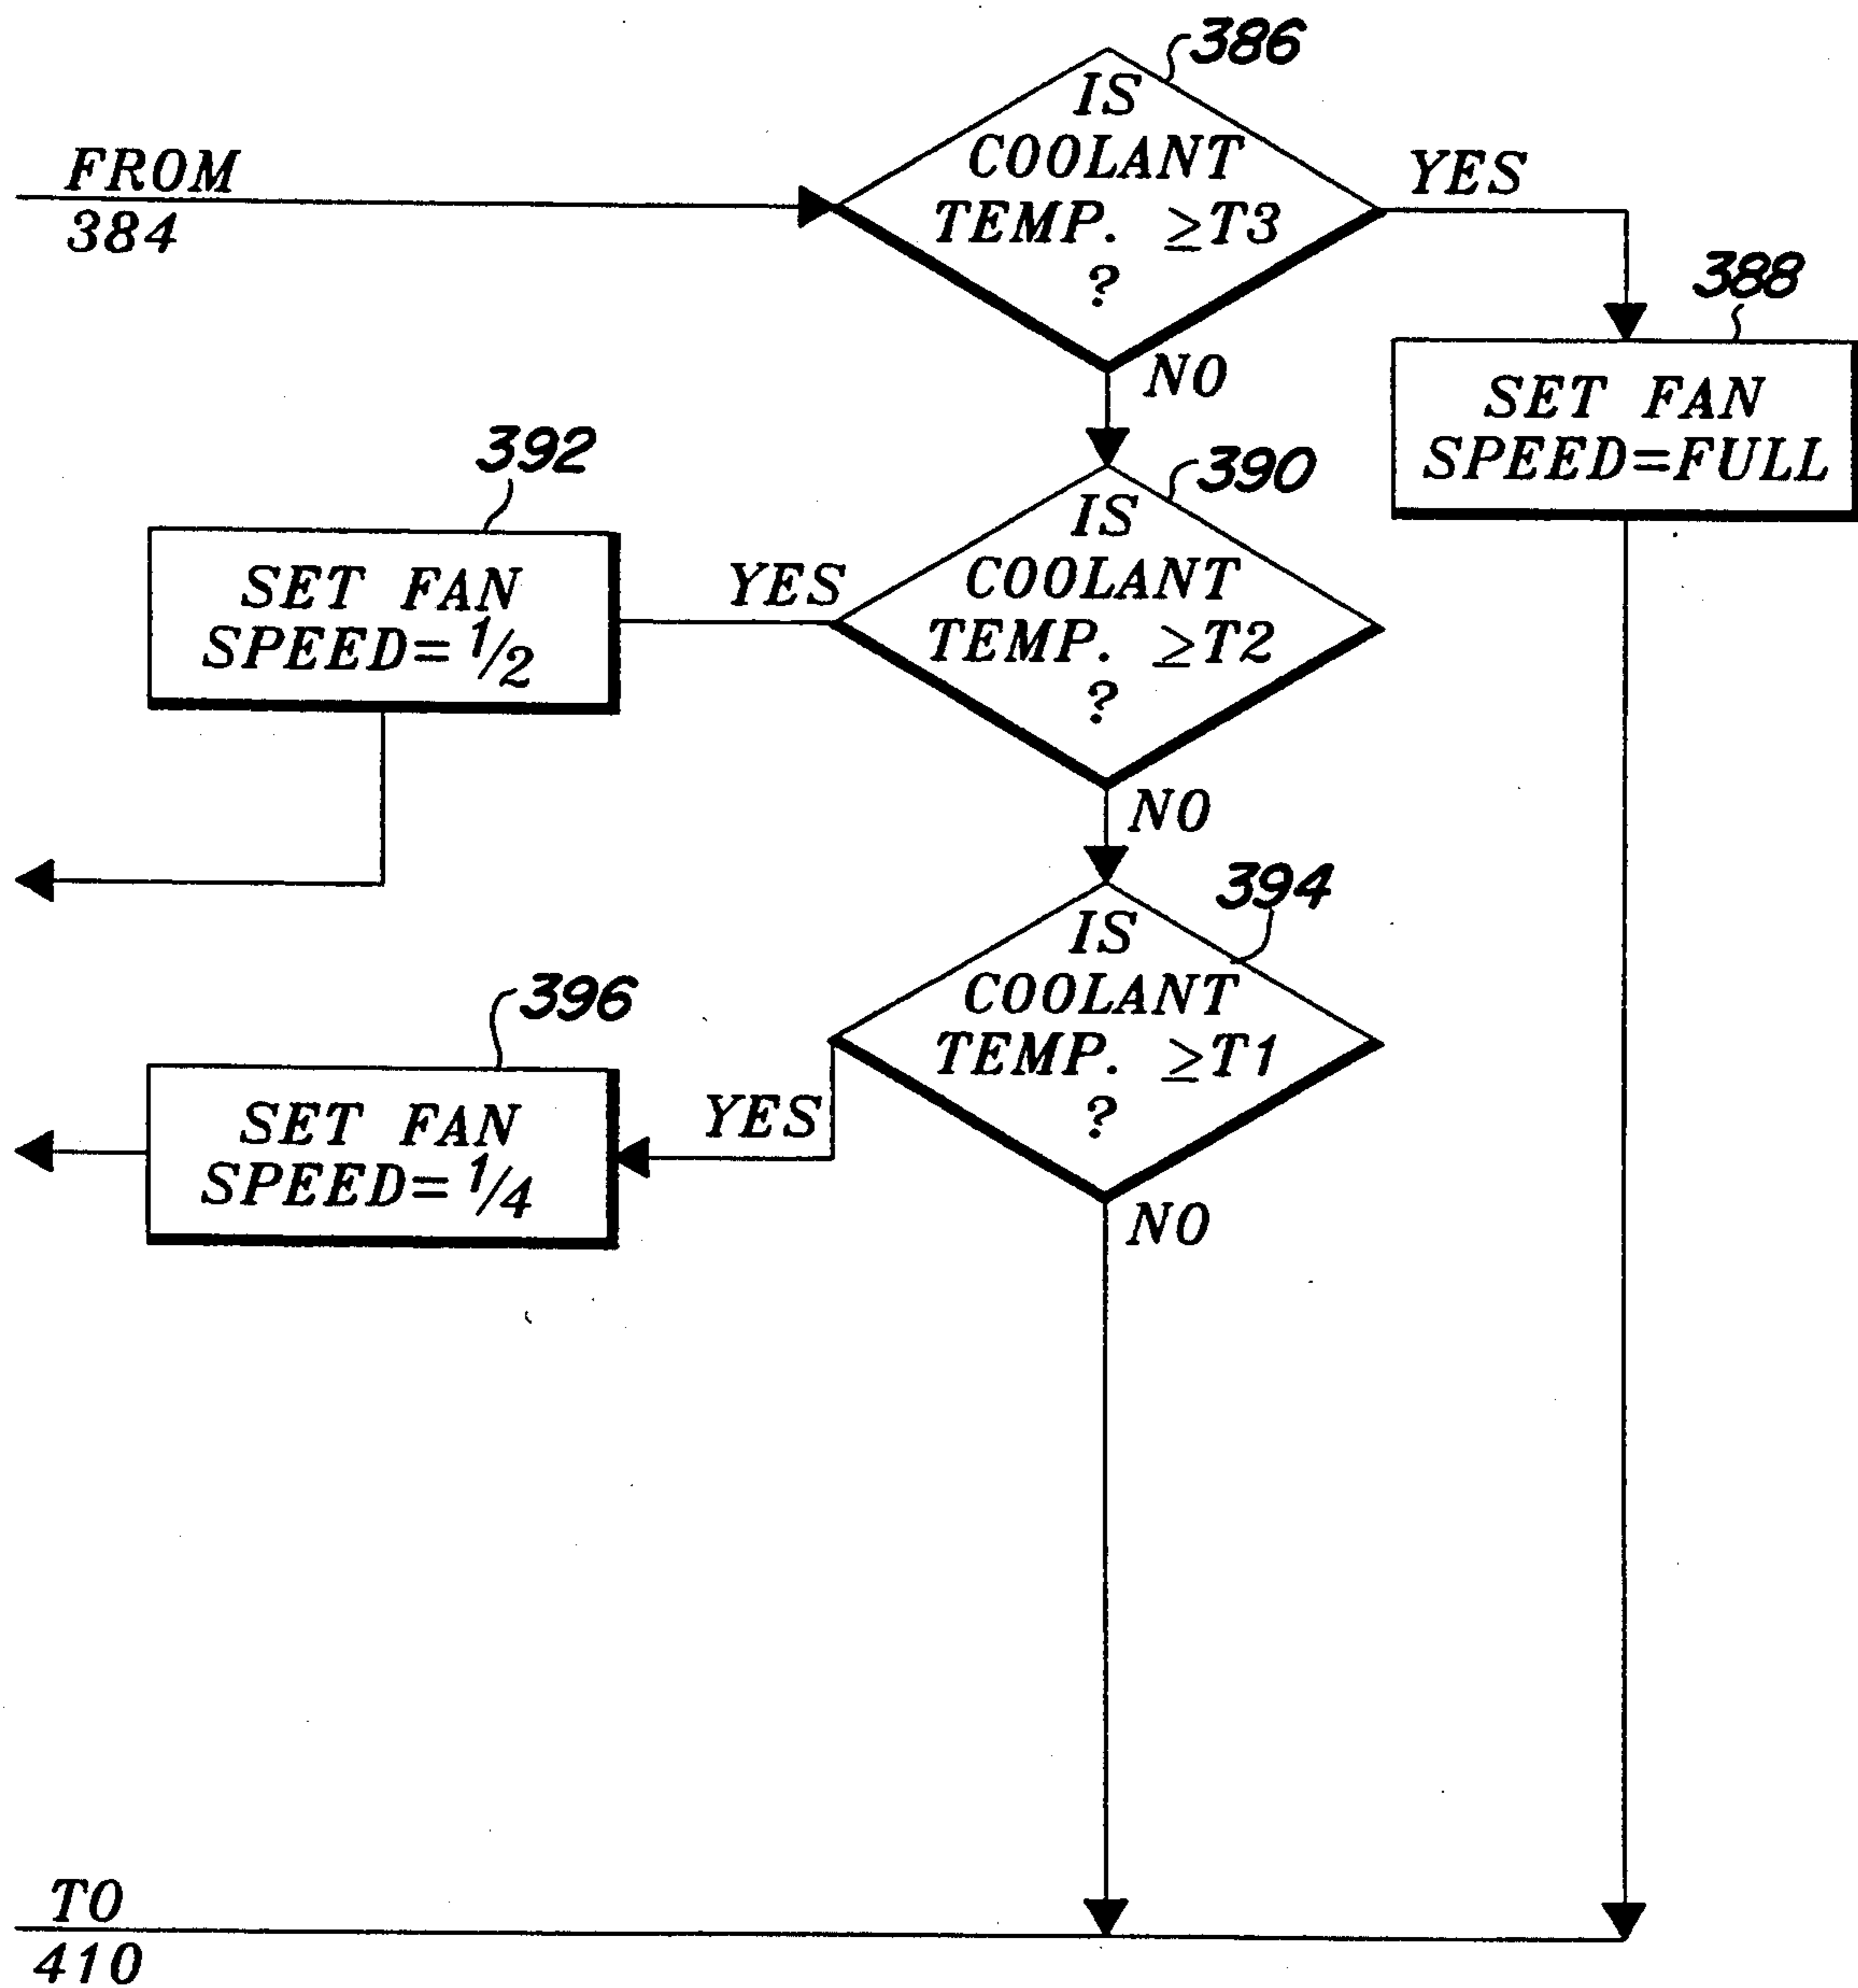 386
IS
COOLANT
TEMP. ≥T3
?
FROM
384
YES
NO
388
SET FAN
SPEED=FULL
392
SET FAN
SPEED=1/2
YES
390
IS
COOLANT
TEMP. ≥T2
?
NO
394
IS
COOLANT
TEMP. ≥T1
?
396
SET FAN
SPEED=1/4
YES
NO
TO
410